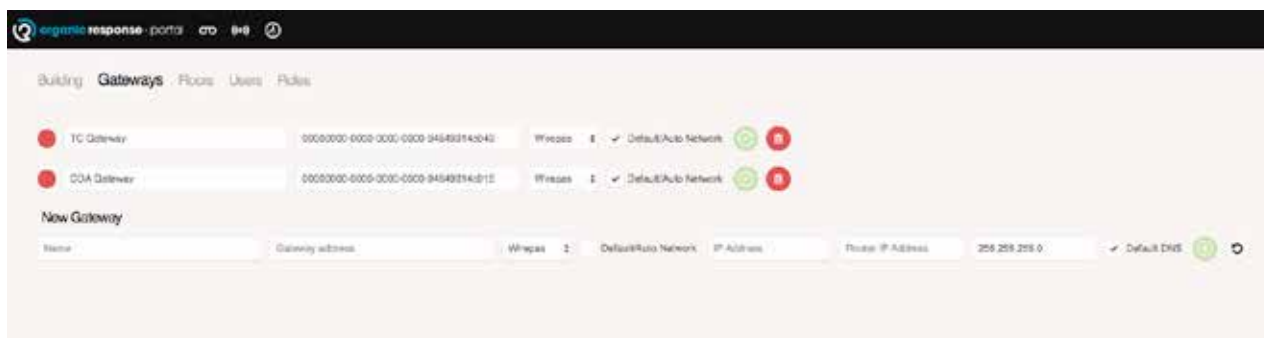 organic response portal
Building Gateways Floors Users Roles
TC Gateway Wirepas Default/Auto Network
Gateway Wirepas Default/Auto Network
New Gateway
Name Gateway address Wirepas Default/Auto Network IP Address Router IP Address 255.255.255.0 Default DNS